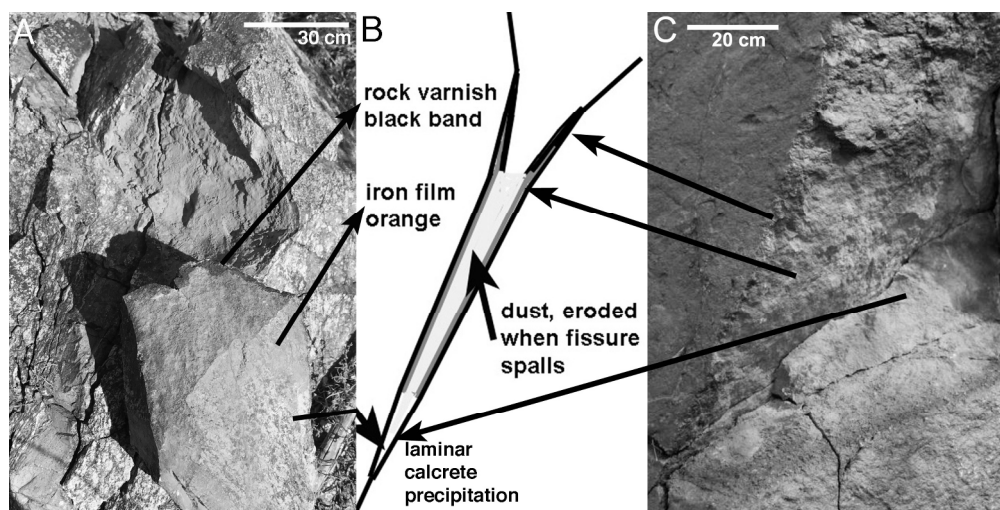 A
30 cm
B
rock varnish
black band
iron film
orange
dust, eroded
when fissure
spalls
laminar
calcrete
precipitation
C
20 cm